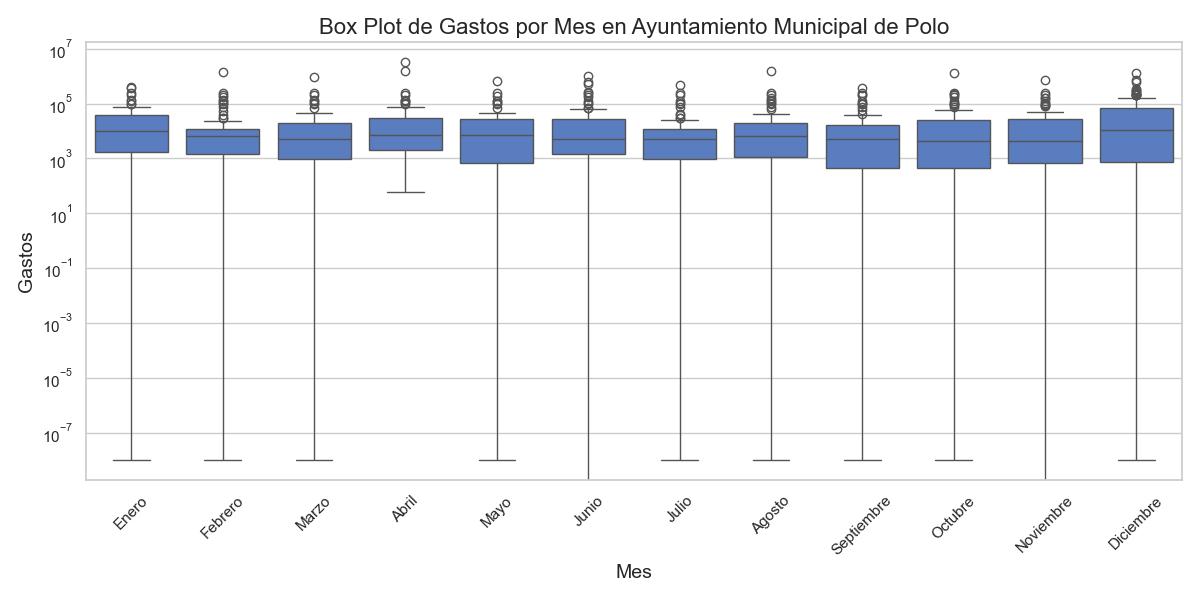 Box Plot de Gastos por Mes en Ayuntamiento Municipal de Polo
Gastos
10^7
10^5
10^3
10^1
10^−1
10^−3
10^−5
10^−7
Enero
Febrero
Marzo
Abril
Mayo
Junio
Julio
Agosto
Septiembre
Octubre
Noviembre
Diciembre
Mes